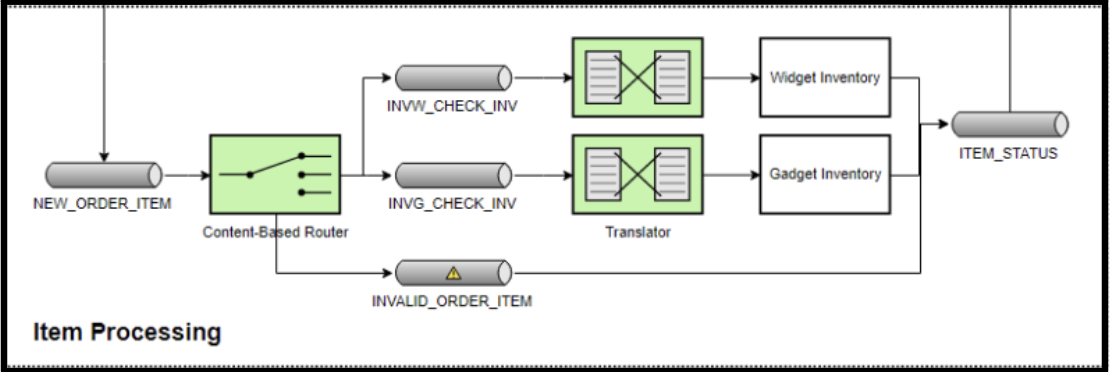 INVW_CHECK_INV
Widget Inventory
ITEM_STATUS
NEW_ORDER_ITEM
Content-Based Router
INVG_CHECK_INV
Translator
Gadget Inventory
INVALID_ORDER_ITEM
Item Processing